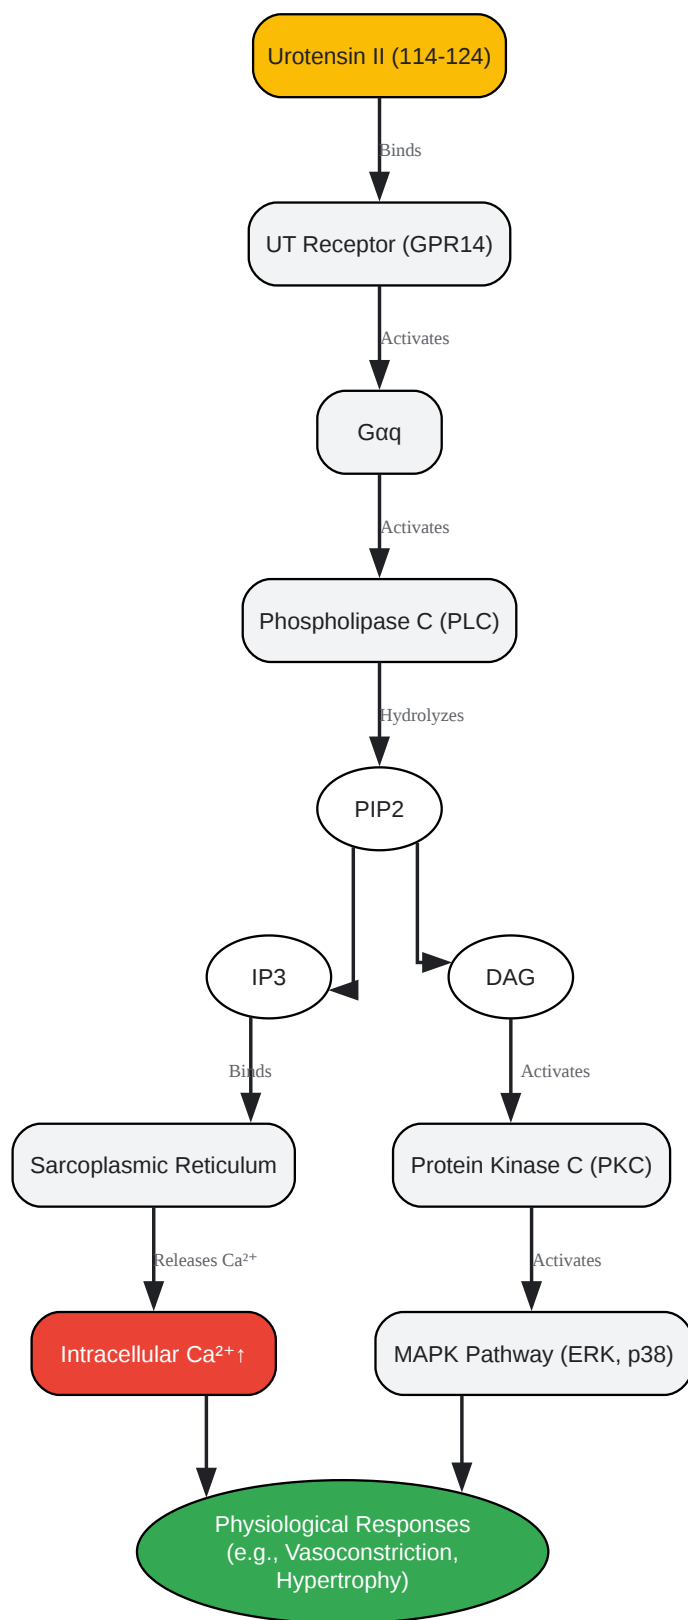 Urotensin II (114-124)
Binds
UT Receptor (GPR14)
Activates
Gαq
Activates
Phospholipase C (PLC)
Hydrolyzes
PIP2
IP3
DAG
Binds
Activates
Sarcoplasmic Reticulum
Protein Kinase C (PKC)
Releases Ca²⁺
Activates
Intracellular Ca²⁺↑
MAPK Pathway (ERK, p38)
Physiological Responses
(e.g., Vasoconstriction,
Hypertrophy)